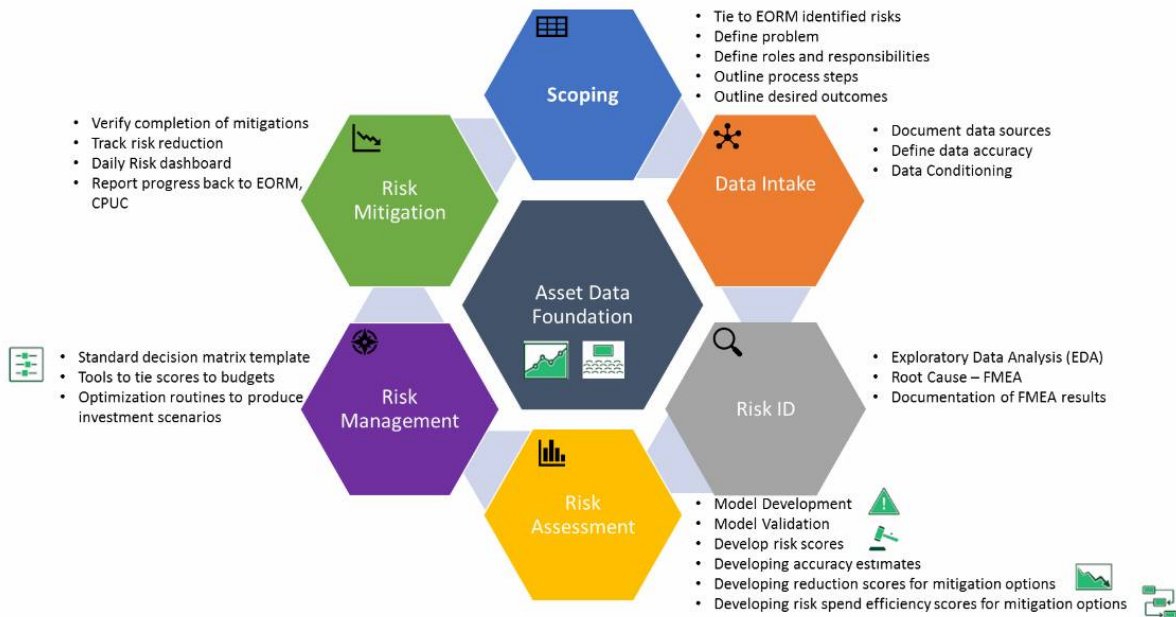 Scoping
• Tie to EORM identified risks
• Define problem
• Define roles and responsibilities
• Outline process steps
• Outline desired outcomes
Data Intake
• Document data sources
• Define data accuracy
• Data Conditioning
Risk ID
• Exploratory Data Analysis (EDA)
• Root Cause – FMEA
• Documentation of FMEA results
Risk
Assessment
• Model Development
• Model Validation
• Develop risk scores
• Developing accuracy estimates
• Developing reduction scores for mitigation options
• Developing risk spend efficiency scores for mitigation options
Risk
Management
• Standard decision matrix template
• Tools to tie scores to budgets
• Optimization routines to produce
investment scenarios
Risk
Mitigation
• Verify completion of mitigations
• Track risk reduction
• Daily Risk dashboard
• Report progress back to EORM,
CPUC
Asset Data
Foundation